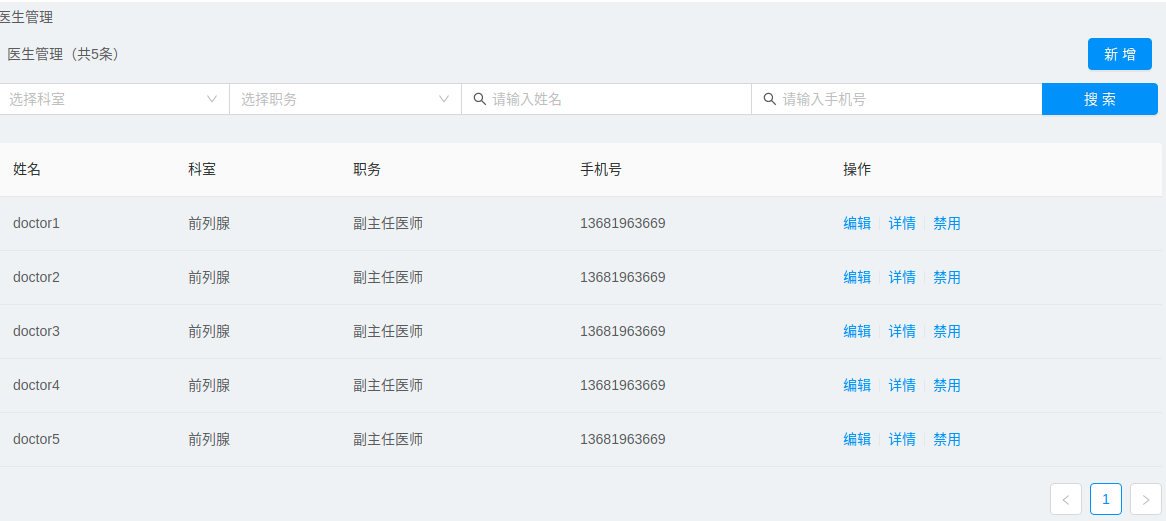 医生管理
医生管理（共5条）
新 增
选择科室 选择职务 请输入姓名 请输入手机号 搜 索
姓名 科室 职务 手机号 操作
doctor1 前列腺 副主任医师 13681963669 编辑 详情 禁用
doctor2 前列腺 副主任医师 13681963669 编辑 详情 禁用
doctor3 前列腺 副主任医师 13681963669 编辑 详情 禁用
doctor4 前列腺 副主任医师 13681963669 编辑 详情 禁用
doctor5 前列腺 副主任医师 13681963669 编辑 详情 禁用
1